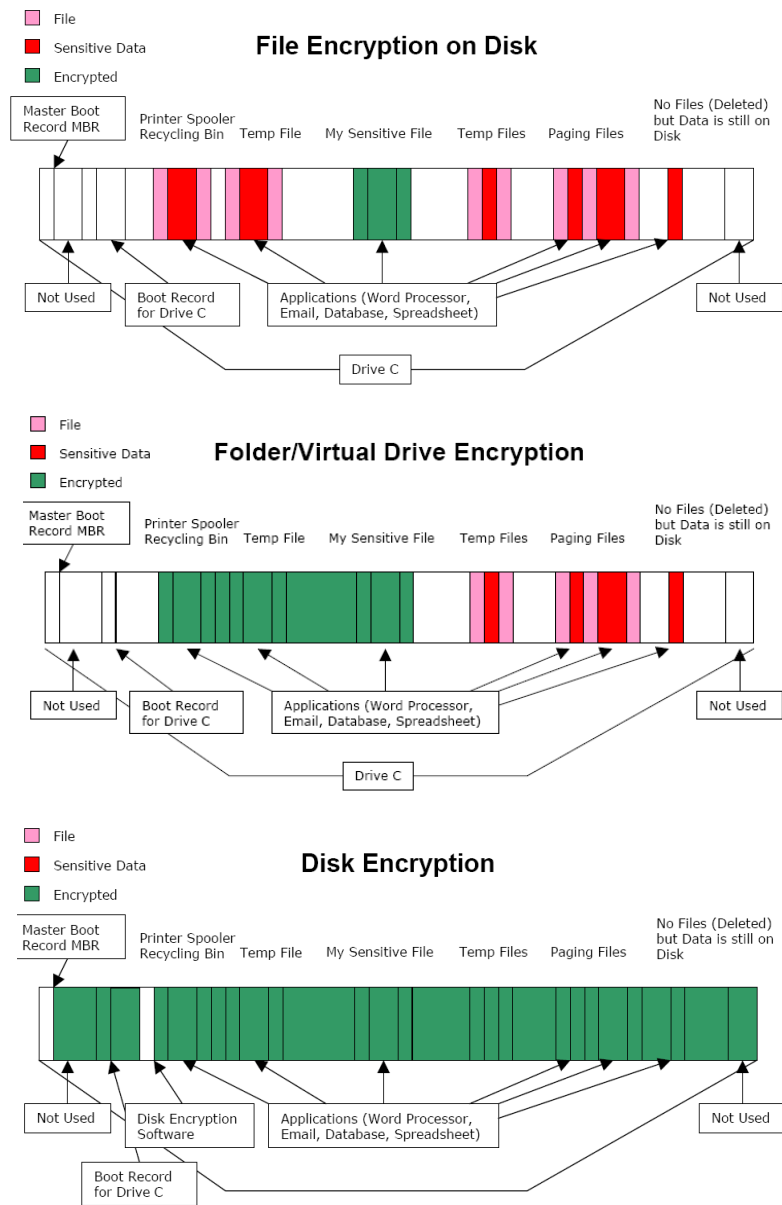 File
Sensitive Data
Encrypted
File Encryption on Disk
Master Boot
Record MBR
Printer Spooler
Recycling Bin
Temp File
My Sensitive File
Temp Files
Paging Files
No Files (Deleted)
but Data is still on
Disk
Not Used
Boot Record
for Drive C
Applications (Word Processor,
Email, Database, Spreadsheet)
Not Used
Drive C
File
Sensitive Data
Encrypted
Folder/Virtual Drive Encryption
Master Boot
Record MBR
Printer Spooler
Recycling Bin
Temp File
My Sensitive File
Temp Files
Paging Files
No Files (Deleted)
but Data is still on
Disk
Not Used
Boot Record
for Drive C
Applications (Word Processor,
Email, Database, Spreadsheet)
Not Used
Drive C
File
Sensitive Data
Encrypted
Disk Encryption
Master Boot
Record MBR
Printer Spooler
Recycling Bin
Temp File
My Sensitive File
Temp Files
Paging Files
No Files (Deleted)
but Data is still on
Disk
Not Used
Disk Encryption
Software
Applications (Word Processor,
Email, Database, Spreadsheet)
Not Used
Boot Record
for Drive C
Drive C